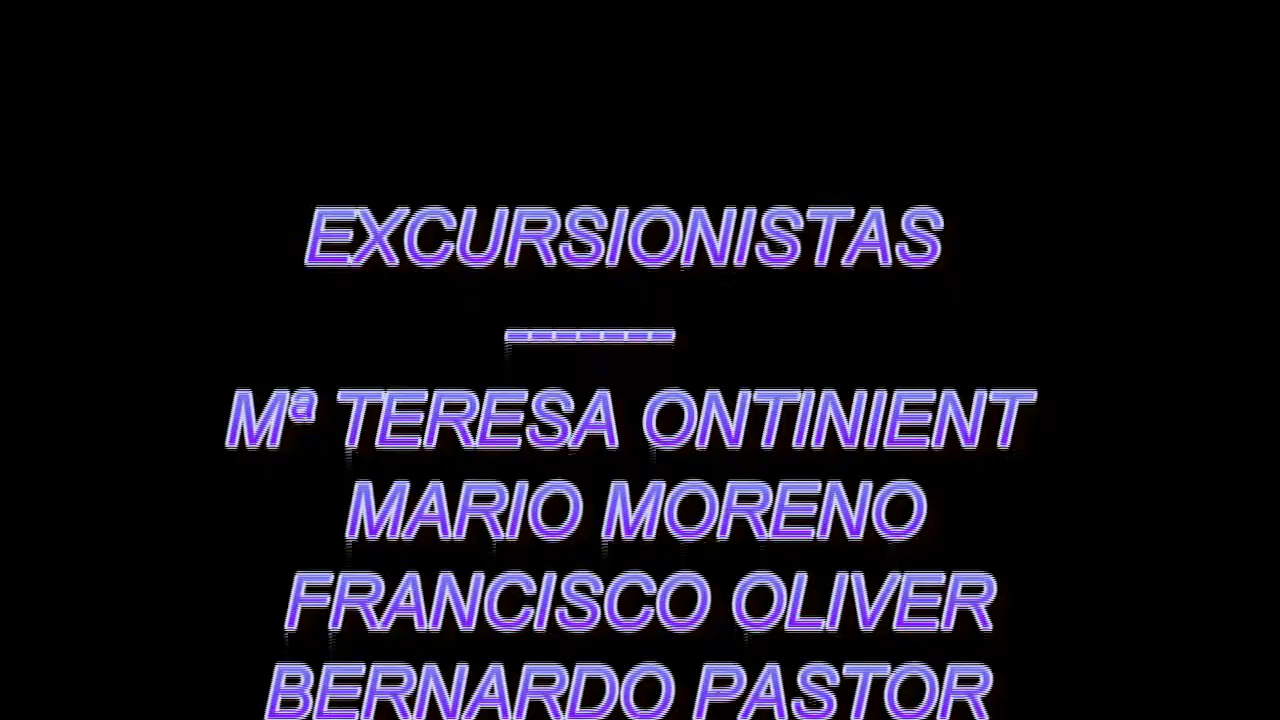 EXCURSIONISTAS
-------
Mª TERESA ONTINIENT
MARIO MORENO
FRANCISCO OLIVER
BERNARDO PASTOR